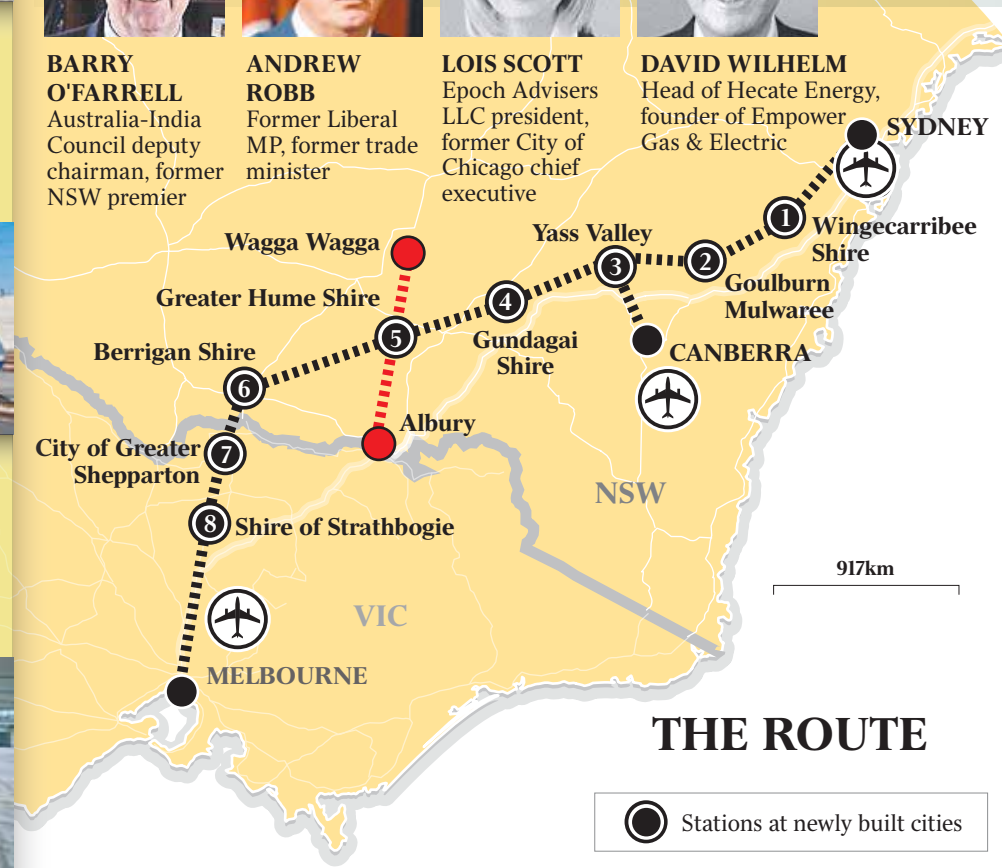 BARRY
O'FARRELL
Australia-India
Council deputy
chairman, former
NSW premier
ANDREW
ROBB
Former Liberal
MP, former trade
minister
LOIS SCOTT
Epoch Advisers
LLC president,
former City of
Chicago chief
executive
DAVID WILHELM
Head of Hecate Energy,
founder of Empower
Gas & Electric
SYDNEY
1
Wingecarribee
Shire
2
Goulburn
Mulwaree
Yass Valley
3
CANBERRA
4
Gundagai
Shire
Wagga Wagga
Greater Hume Shire
5
Albury
Berrigan Shire
6
City of Greater
Shepparton
7
8
Shire of Strathbogie
NSW
VIC
MELBOURNE
917km
THE ROUTE
Stations at newly built cities